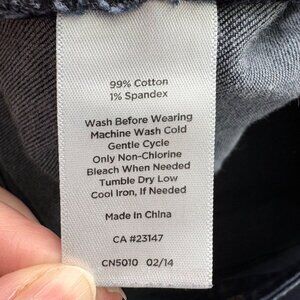 99% Cotton
1% Spandex
Wash Before Wearing
Machine Wash Cold
Gentle Cycle
Only Non-Chlorine
Bleach When Needed
Tumble Dry Low
Cool Iron, If Needed
Made in China
CA #23147
CN5010 02/14